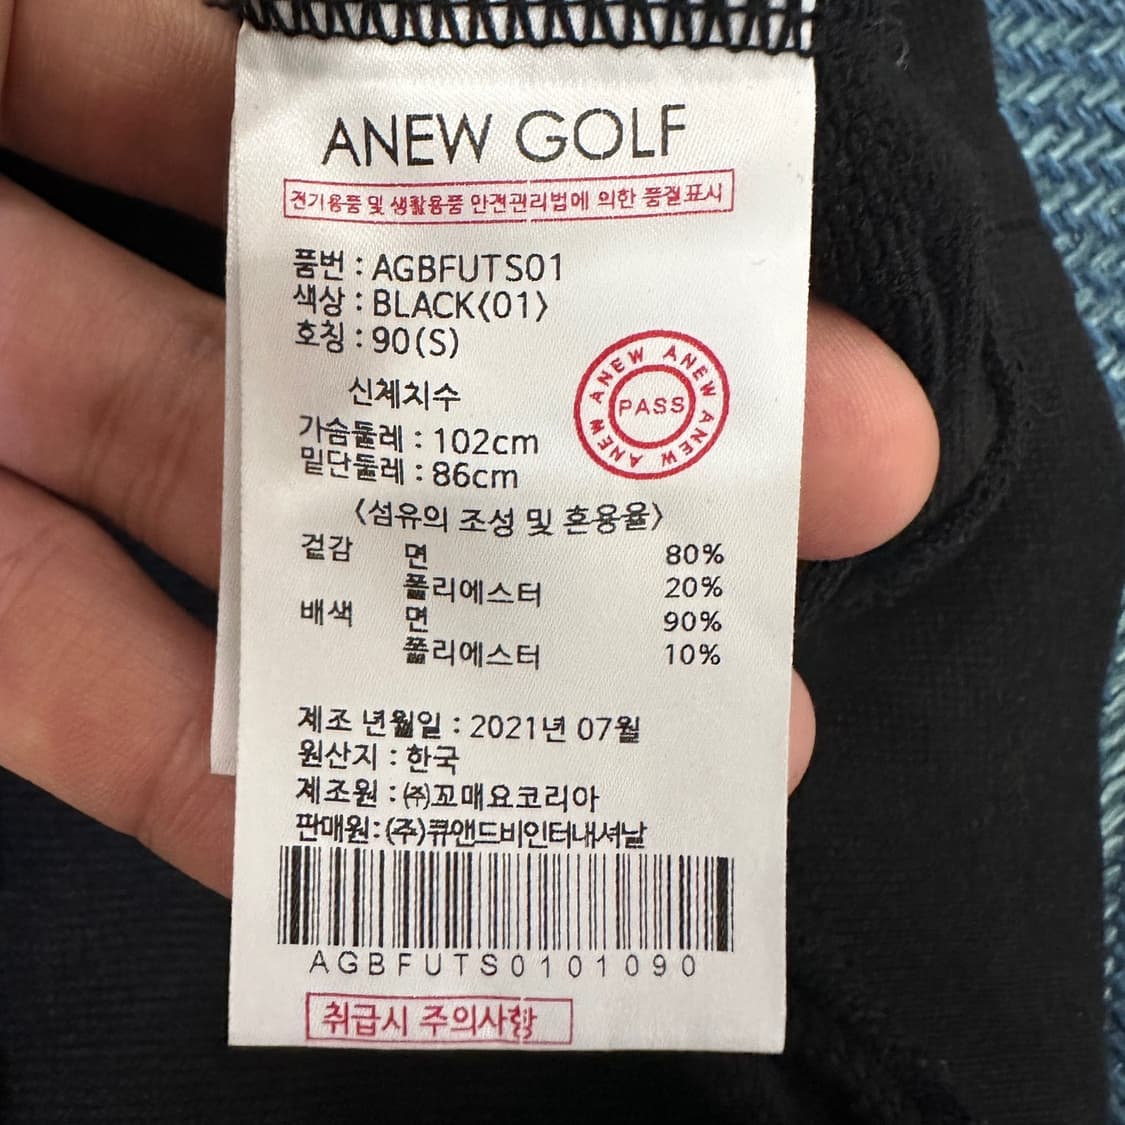 ANEW GOLF
전기용품 및 생활용품 안전관리법에 의한 품질표시
품번 : AGBFUTS01
색상 : BLACK<01>
호칭 : 90(S)
신체치수
ANEW ANEW ANEW ANEW
PASS
가슴둘레 : 102cm
밑단둘레 : 86cm
<섬유의 조성 및 혼용율>
겉감 면 80%
폴리에스터 20%
배색 면 90%
폴리에스터 10%
제조 년월일 : 2021년 07월
원산지 : 한국
제조원 : ㈜꼬매요코리아
판매원:(주)큐앤드비인터내셔날
AGBFUTS0101090
취급시 주의사항